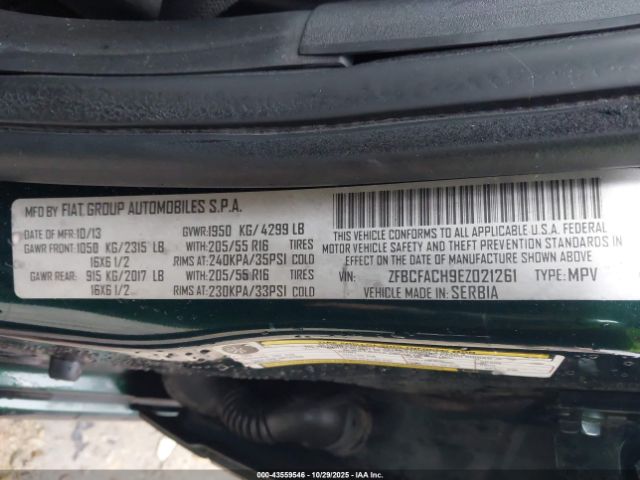 MFD BY FIAT GROUP AUTOMOBILES S.P.A.
DATE OF MFR 10/13 GVWR:1950 KG/4299 LB
GAWR FRONT:1050 KG/2315 LB WITH:205/55 R16 TIRES
16X6 1/2 RIMS AT:240KPA/35PSI COLD
GAWR REAR: 915 KG/2017 LB WITH:205/55 R16 TIRES
16X6 1/2 RIMS AT:230KPA/33PSI COLD
THIS VEHICLE CONFORMS TO ALL APPLICABLE U.S.A. FEDERAL
MOTOR VEHICLE SAFETY, BUMPER, AND THEFT PREVENTION STANDARDS IN
EFFECT ON THE DATE OF MANUFACTURE SHOWN ABOVE.
VIN: ZFBCFACH9EZ021261 TYPE: MPV
VEHICLE MADE IN: SERBIA
000-43559546 - 10/29/2025 - IAA Inc.